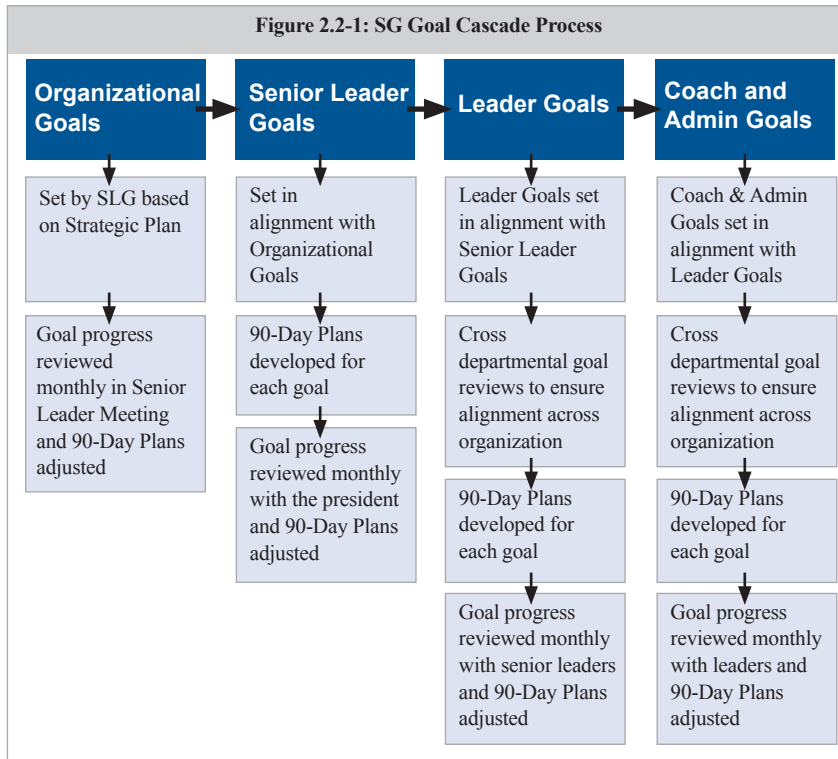 Figure 2.2-1: SG Goal Cascade Process
Organizational
Goals
Senior Leader
Goals
Leader Goals
Coach and
Admin Goals
Set by SLG based
on Strategic Plan
Goal progress
reviewed
monthly in Senior
Leader Meeting
and 90-Day Plans
adjusted
Set in
alignment with
Organizational
Goals
90-Day Plans
developed for
each goal
Goal progress
reviewed monthly
with the president
and 90-Day Plans
adjusted
Leader Goals set
in alignment with
Senior Leader
Goals
Cross
departmental goal
reviews to ensure
alignment across
organization
90-Day Plans
developed for
each goal
Goal progress
reviewed monthly
with senior leaders
and 90-Day Plans
adjusted
Coach & Admin
Goals set in
alignment with
Leader Goals
Cross
departmental goal
reviews to ensure
alignment across
organization
90-Day Plans
developed for
each goal
Goal progress
reviewed monthly
with leaders and
90-Day Plans
adjusted